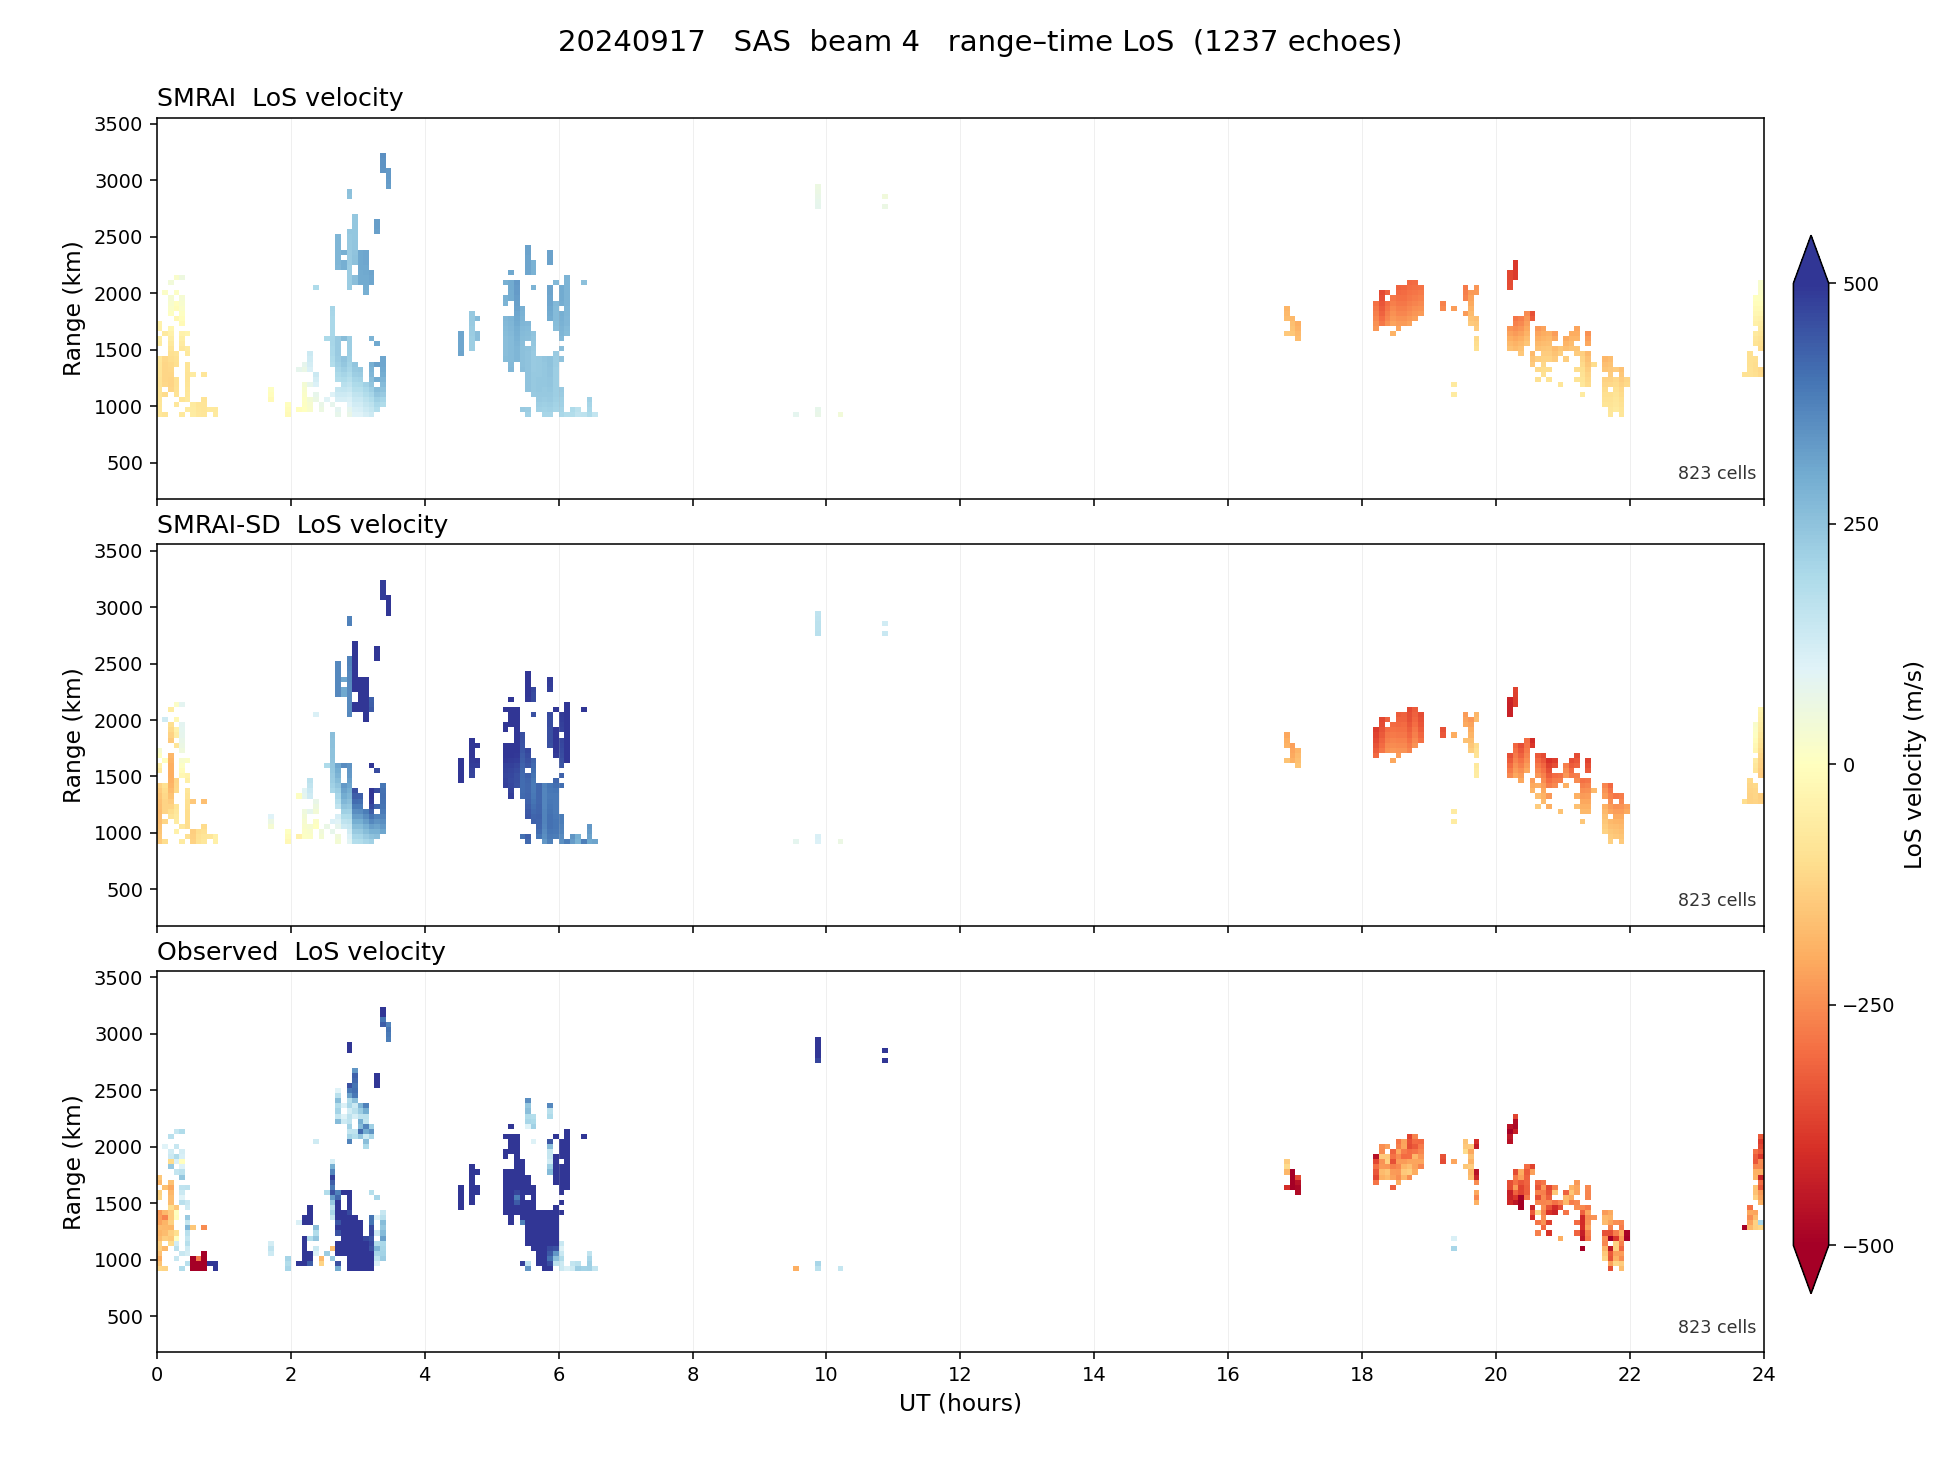 20240917   SAS  beam 4   range–time LoS  (1237 echoes)
SMRAI  LoS velocity
3500
3000
2500
2000
1500
1000
500
Range (km)
823 cells
SMRAI-SD  LoS velocity
3500
3000
2500
2000
1500
1000
500
Range (km)
823 cells
Observed  LoS velocity
3500
3000
2500
2000
1500
1000
500
Range (km)
823 cells
0 2 4 6 8 10 12 14 16 18 20 22 24
UT (hours)
500
250
0
−250
−500
LoS velocity (m/s)